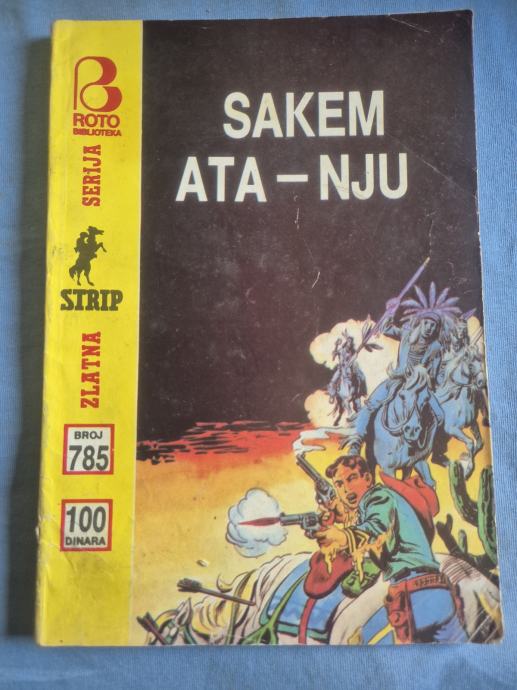 ROTO
BIBLIOTEKA
ZLATNA SERIJA
STRIP
BROJ
785
100
DINARA
SAKEM
ATA – NJU